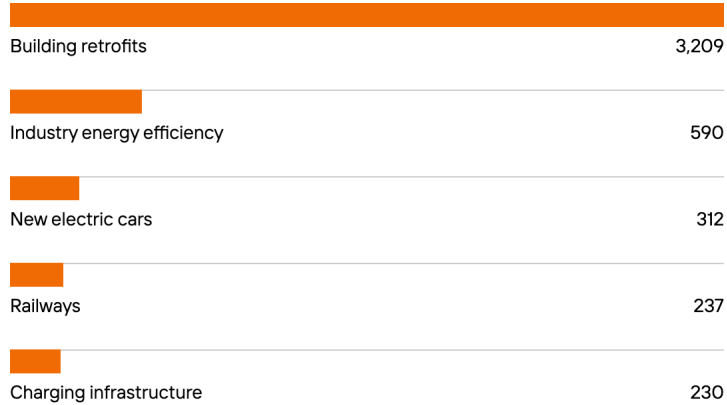 Building retrofits 3,209
Industry energy efficiency 590
New electric cars 312
Railways 237
Charging infrastructure 230